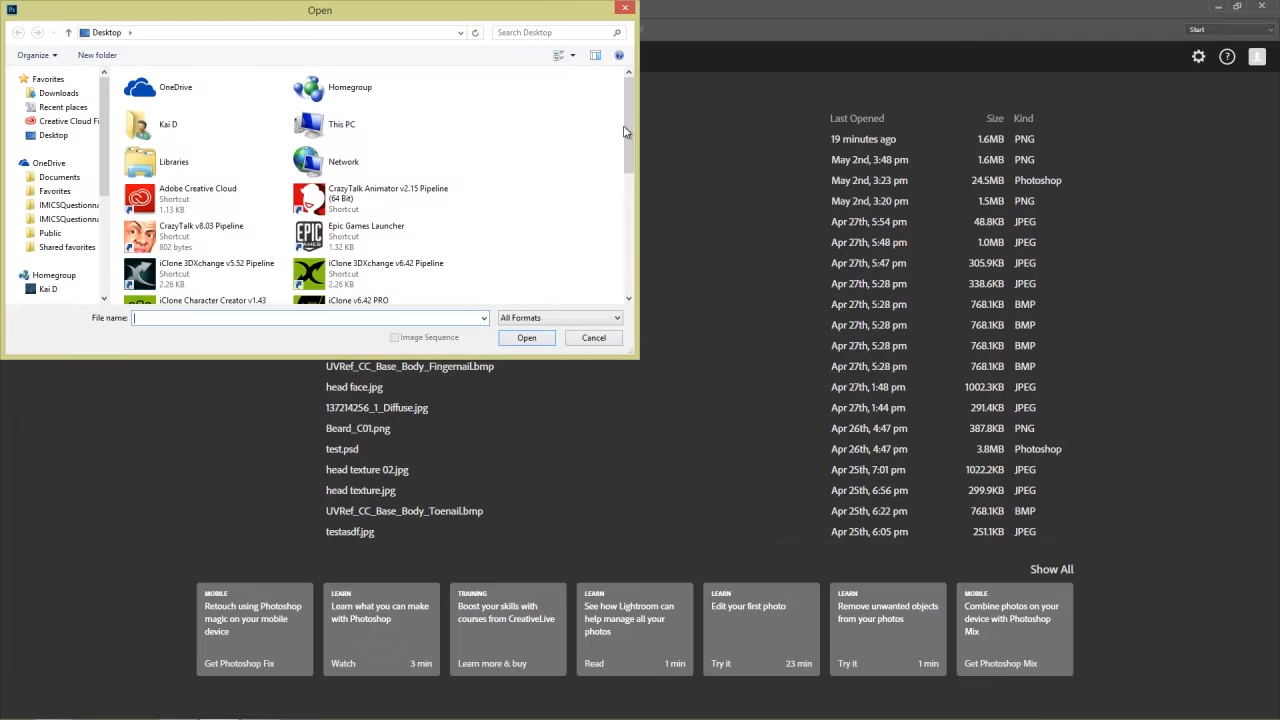 Ps
Open
Desktop
Search Desktop
Start
Organize
New folder
Favorites
Downloads
Recent places
Creative Cloud Fi
Desktop
OneDrive
Documents
Favorites
IMICSQuestionna
IMICSQuestionna
Public
Shared favorites
Homegroup
Kai D
OneDrive
Homegroup
Kai D
This PC
Libraries
Network
Adobe Creative Cloud
Shortcut
1.13 KB
CrazyTalk Animator v2.15 Pipeline
(64 Bit)
Shortcut
CrazyTalk v8.03 Pipeline
Shortcut
802 bytes
EPIC
GAMES
Epic Games Launcher
Shortcut
1.32 KB
iClone 3DXchange v5.52 Pipeline
Shortcut
2.26 KB
iClone 3DXchange v6.42 Pipeline
Shortcut
2.26 KB
iClone Character Creator v1.43
iClone v6.42 PRO
File name:
All Formats
Image Sequence
Open
Cancel
Last Opened Size Kind
19 minutes ago 1.6MB PNG
May 2nd, 3:48 pm 1.6MB PNG
May 2nd, 3:23 pm 24.5MB Photoshop
May 2nd, 3:20 pm 1.5MB PNG
Apr 27th, 5:54 pm 48.8KB JPEG
Apr 27th, 5:48 pm 1.0MB JPEG
Apr 27th, 5:47 pm 305.9KB JPEG
Apr 27th, 5:28 pm 338.6KB JPEG
Apr 27th, 5:28 pm 768.1KB BMP
Apr 27th, 5:28 pm 768.1KB BMP
Apr 27th, 5:28 pm 768.1KB BMP
UVRef_CC_Base_Body_Fingernail.bmp Apr 27th, 5:28 pm 768.1KB BMP
head face.jpg Apr 27th, 1:48 pm 1002.3KB JPEG
137214256_1_Diffuse.jpg Apr 27th, 1:44 pm 291.4KB JPEG
Beard_C01.png Apr 26th, 4:47 pm 387.8KB PNG
test.psd Apr 26th, 4:47 pm 3.8MB Photoshop
head texture 02.jpg Apr 25th, 7:01 pm 1022.2KB JPEG
head texture.jpg Apr 25th, 6:56 pm 299.9KB JPEG
UVRef_CC_Base_Body_Toenail.bmp Apr 25th, 6:22 pm 768.1KB BMP
testasdf.jpg Apr 25th, 6:05 pm 251.1KB JPEG
Show All
MOBILE
Retouch using Photoshop
magic on your mobile
device
Get Photoshop Fix
LEARN
Learn what you can make
with Photoshop
Watch 3 min
TRAINING
Boost your skills with
courses from CreativeLive
Learn more & buy
LEARN
See how Lightroom can
help manage all your
photos
Read 1 min
LEARN
Edit your first photo
Try it 23 min
LEARN
Remove unwanted objects
from your photos
Try it 1 min
MOBILE
Combine photos on your
device with Photoshop
Mix
Get Photoshop Mix